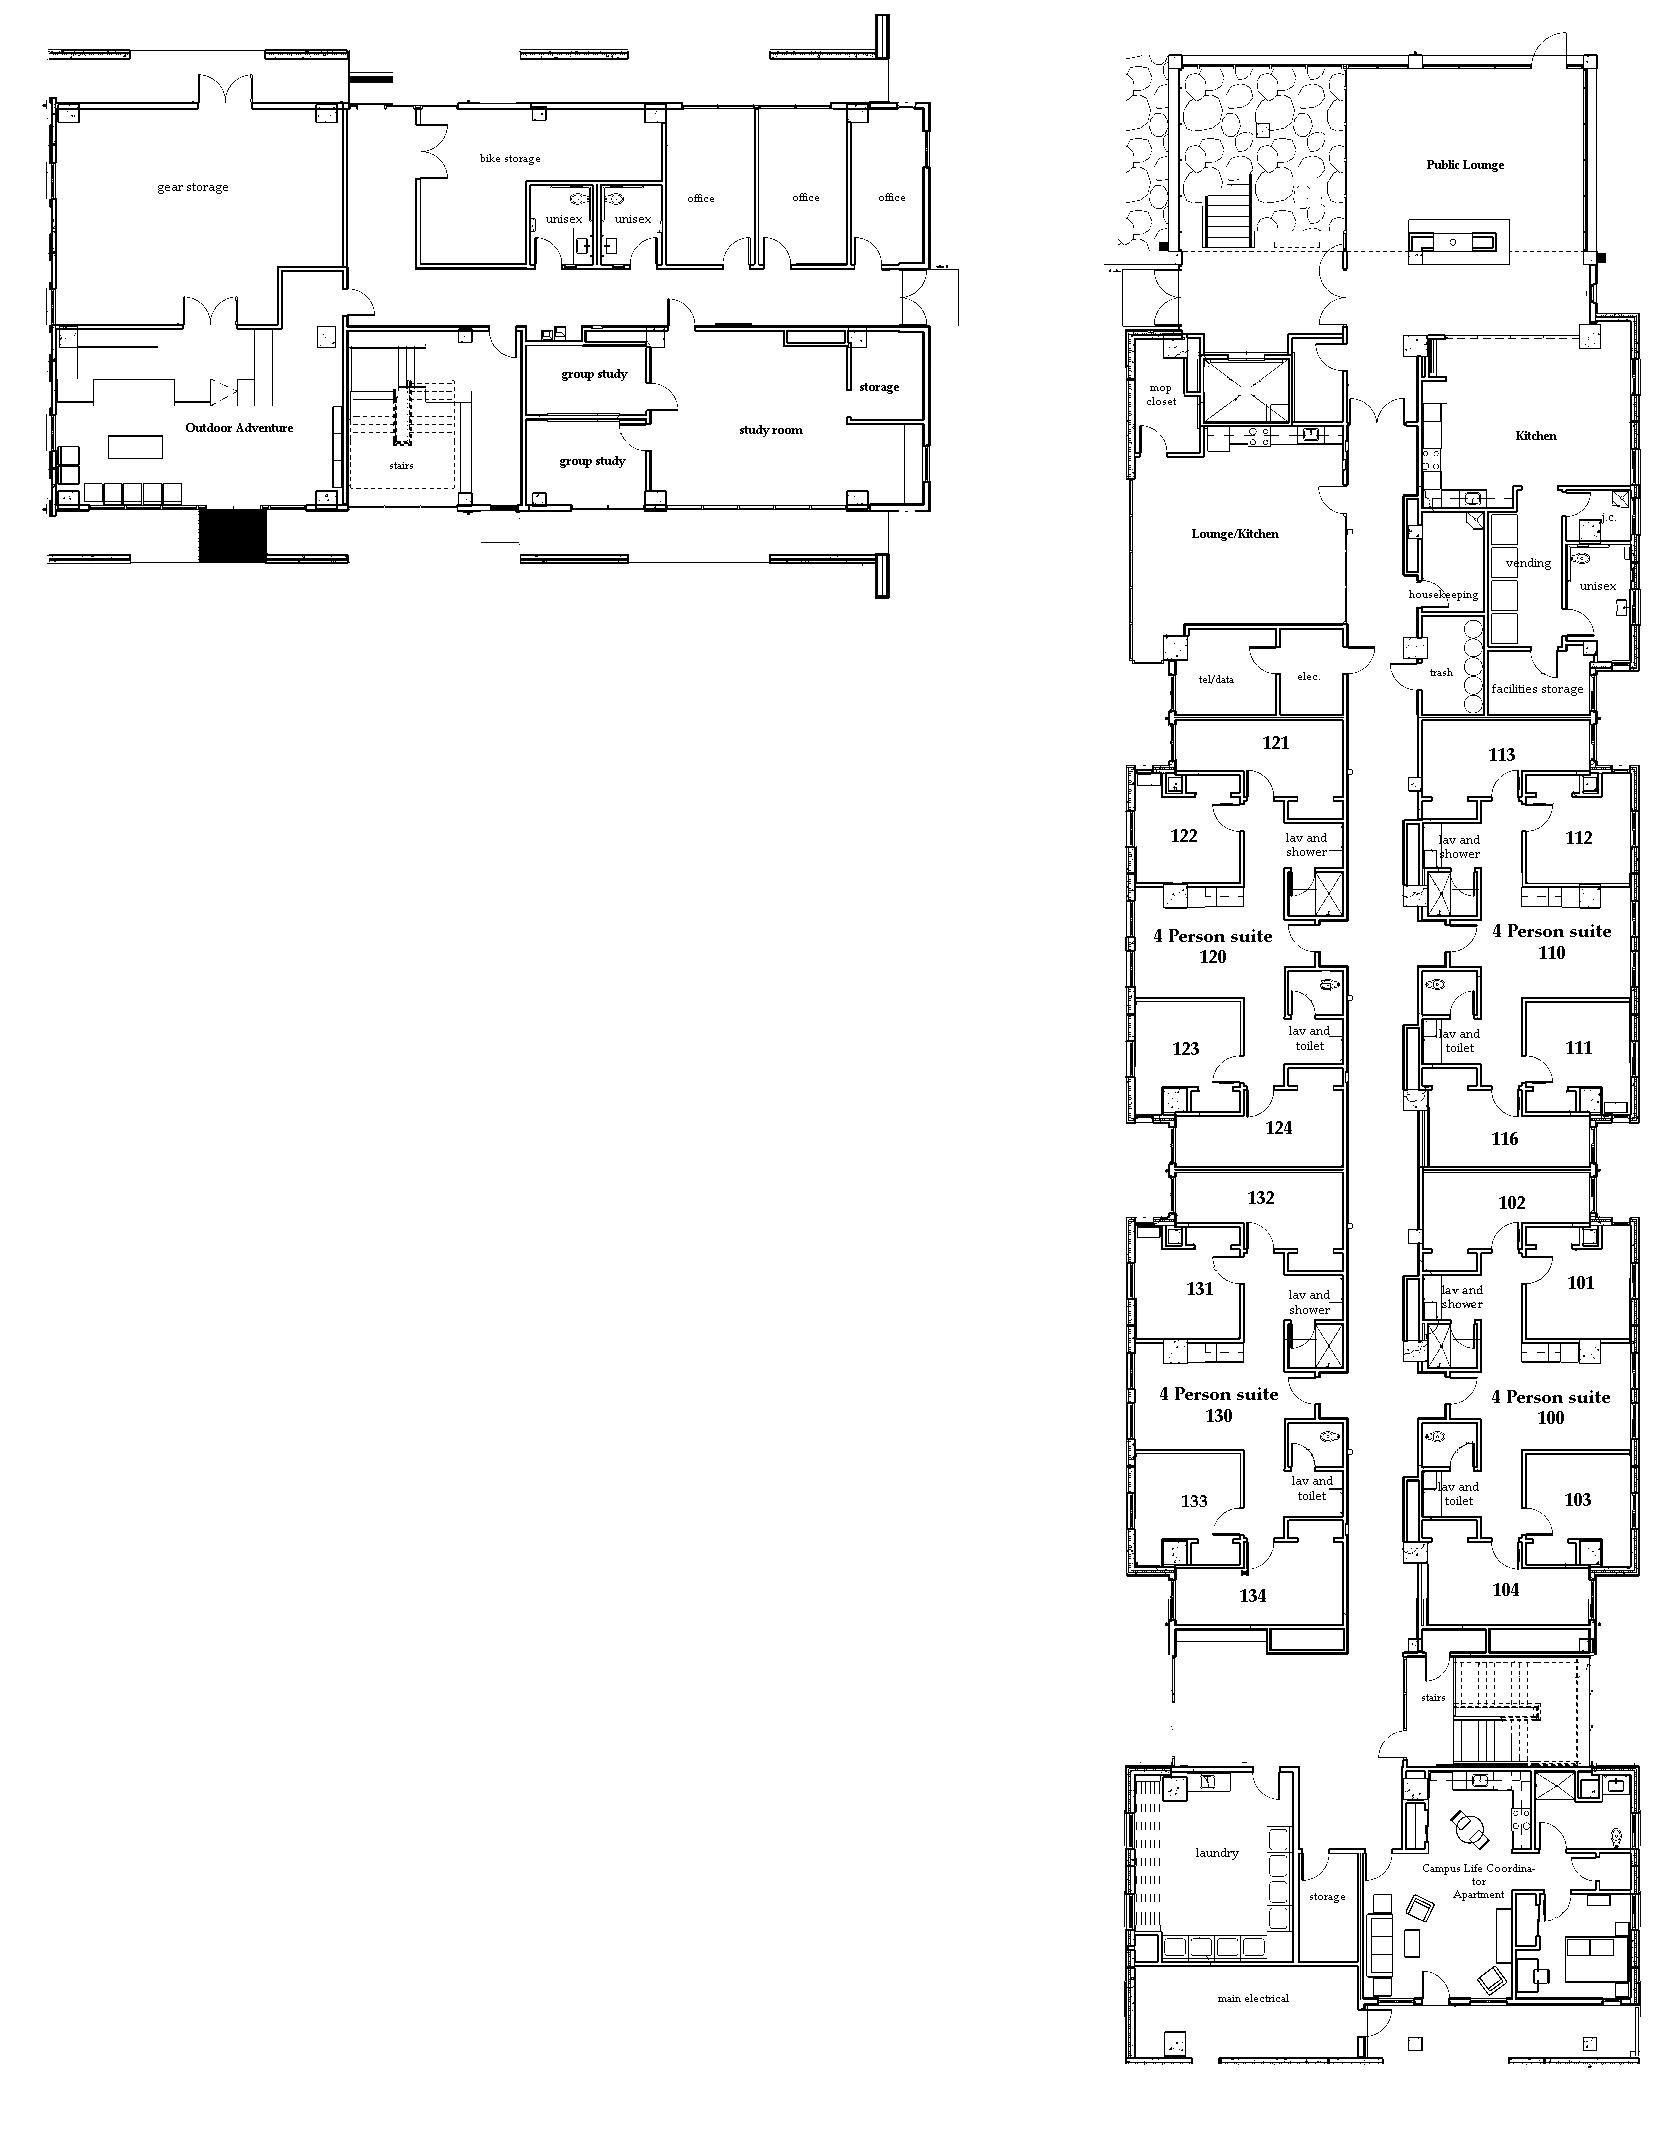 gear storage
bike storage
unisex
unisex
office
office
office
Outdoor Adventure
stairs
group study
group study
study room
storage
Public Lounge
mop
closet
Kitchen
Lounge/Kitchen
j.c.
vending
unisex
housekeeping
tel/data
elec.
trash
facilities storage
121
113
122
lav and
shower
lav and
shower
112
4 Person suite
120
4 Person suite
110
123
lav and
toilet
lav and
toilet
111
124
116
132
102
131
lav and
shower
lav and
shower
101
4 Person suite
130
4 Person suite
100
133
lav and
toilet
lav and
toilet
103
134
104
stairs
laundry
storage
Campus Life Coordina-
tor
Apartment
main electrical